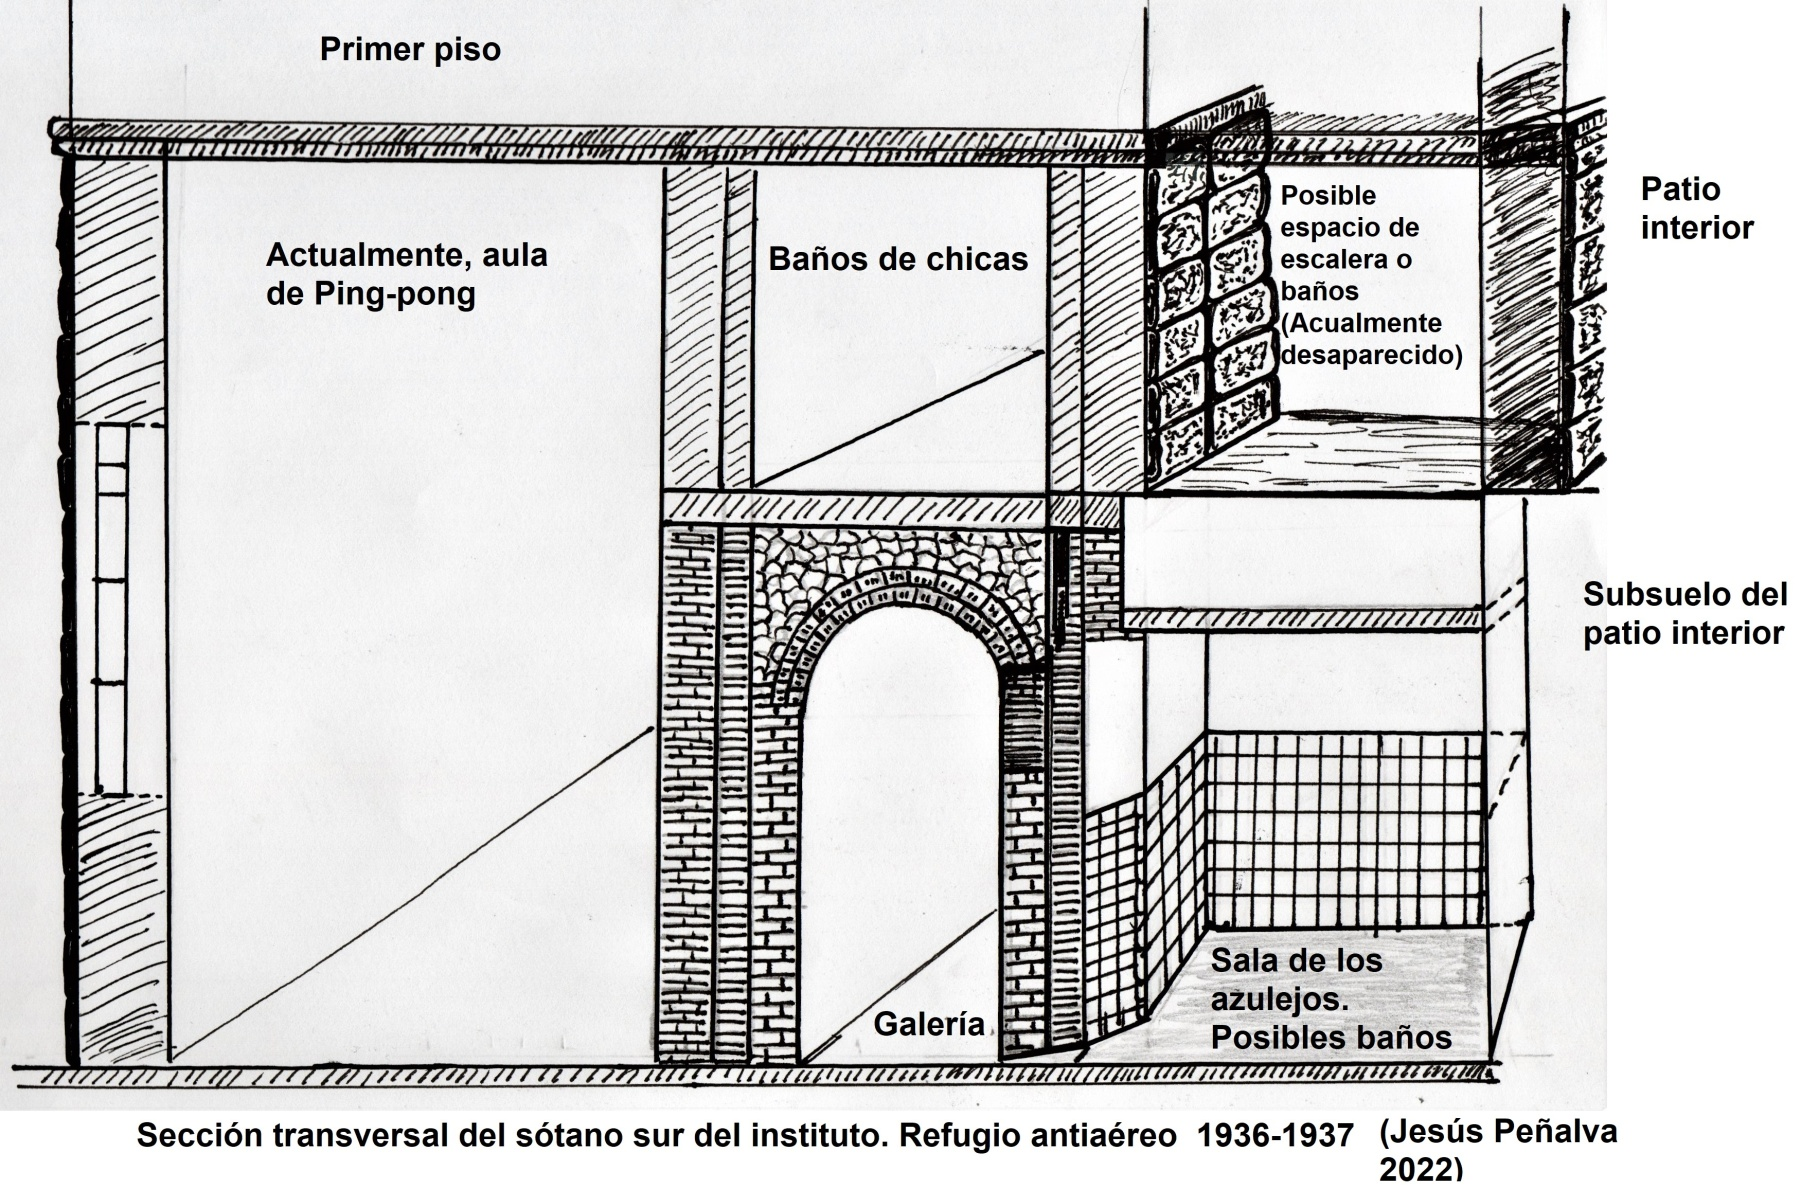 Primer piso
Actualmente, aula
de Ping-pong
Baños de chicas
Posible
espacio de
escalera o
baños
(Acualmente
desaparecido)
Patio
interior
Subsuelo del
patio interior
Galería
Sala de los
azulejos.
Posibles baños
Sección transversal del sótano sur del instituto. Refugio antiaéreo 1936-1937 (Jesús Peñalva
2022)